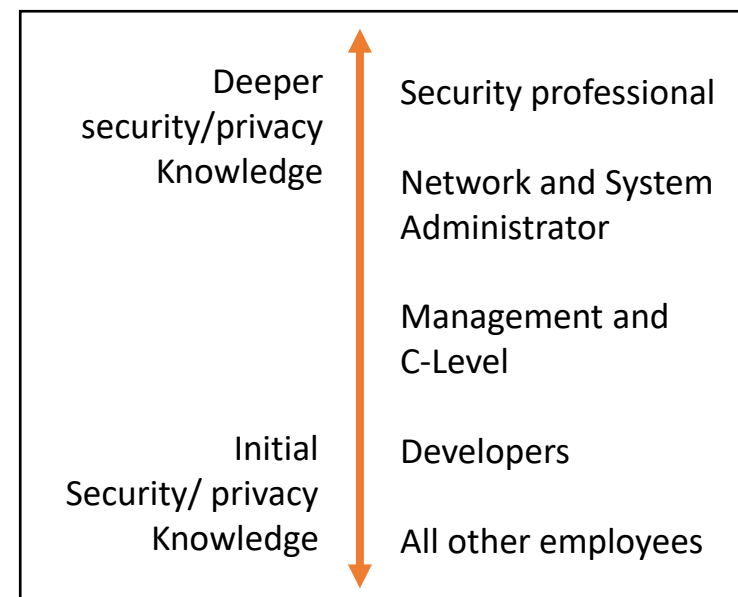 Deeper
security/privacy
Knowledge
Security professional
Network and System
Administrator
Management and
C-Level
Initial
Security/ privacy
Knowledge
Developers
All other employees